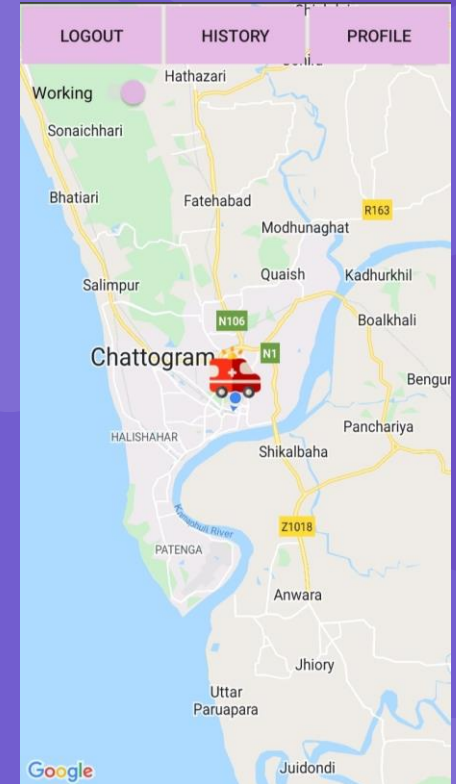 LOGOUT
HISTORY
PROFILE
Hathazari
Working
Sonaichhari
Bhatiari
Fatehabad
R163
Modhunaghat
Quaish
Kadhurkhil
Salimpur
N106
Boalkhali
Chattogram
N1
Bengur
Panchariya
HALISHAHAR
Shikalbaha
Karnaphuli River
Z1018
PATENGA
Anwara
Jhiory
Uttar
Paruapara
Google
Juidondi